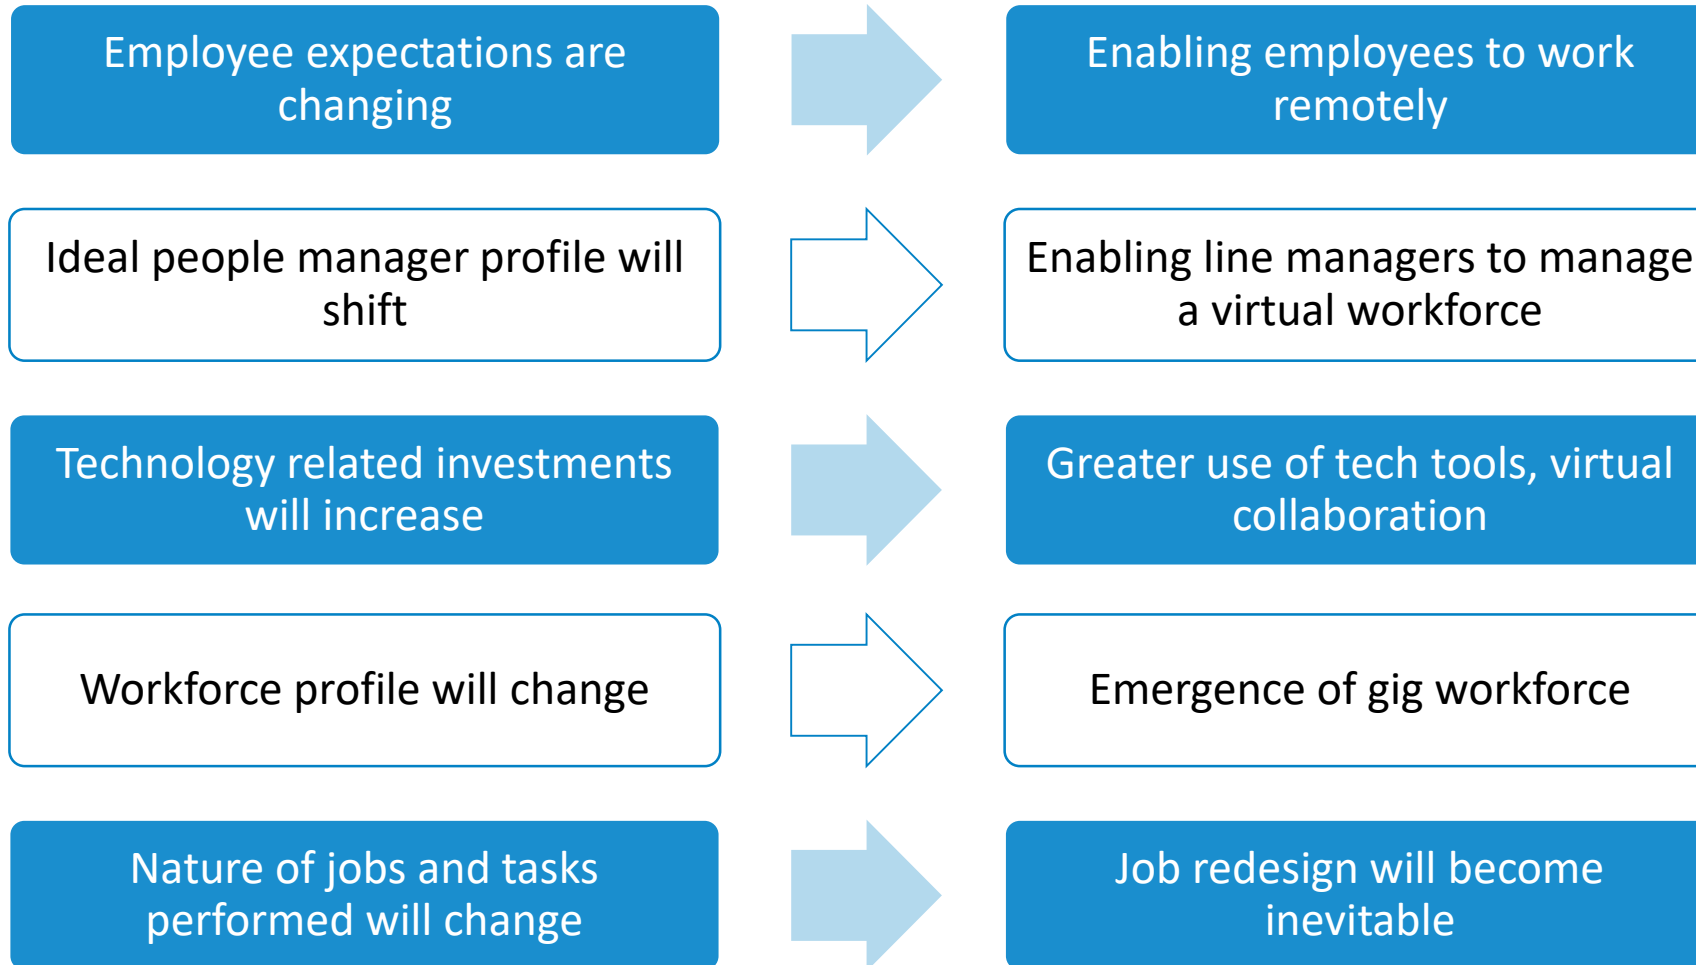 Employee expectations are
changing
Enabling employees to work
remotely
Ideal people manager profile will
shift
Enabling line managers to manage
a virtual workforce
Technology related investments
will increase
Greater use of tech tools, virtual
collaboration
Workforce profile will change
Emergence of gig workforce
Nature of jobs and tasks
performed will change
Job redesign will become
inevitable